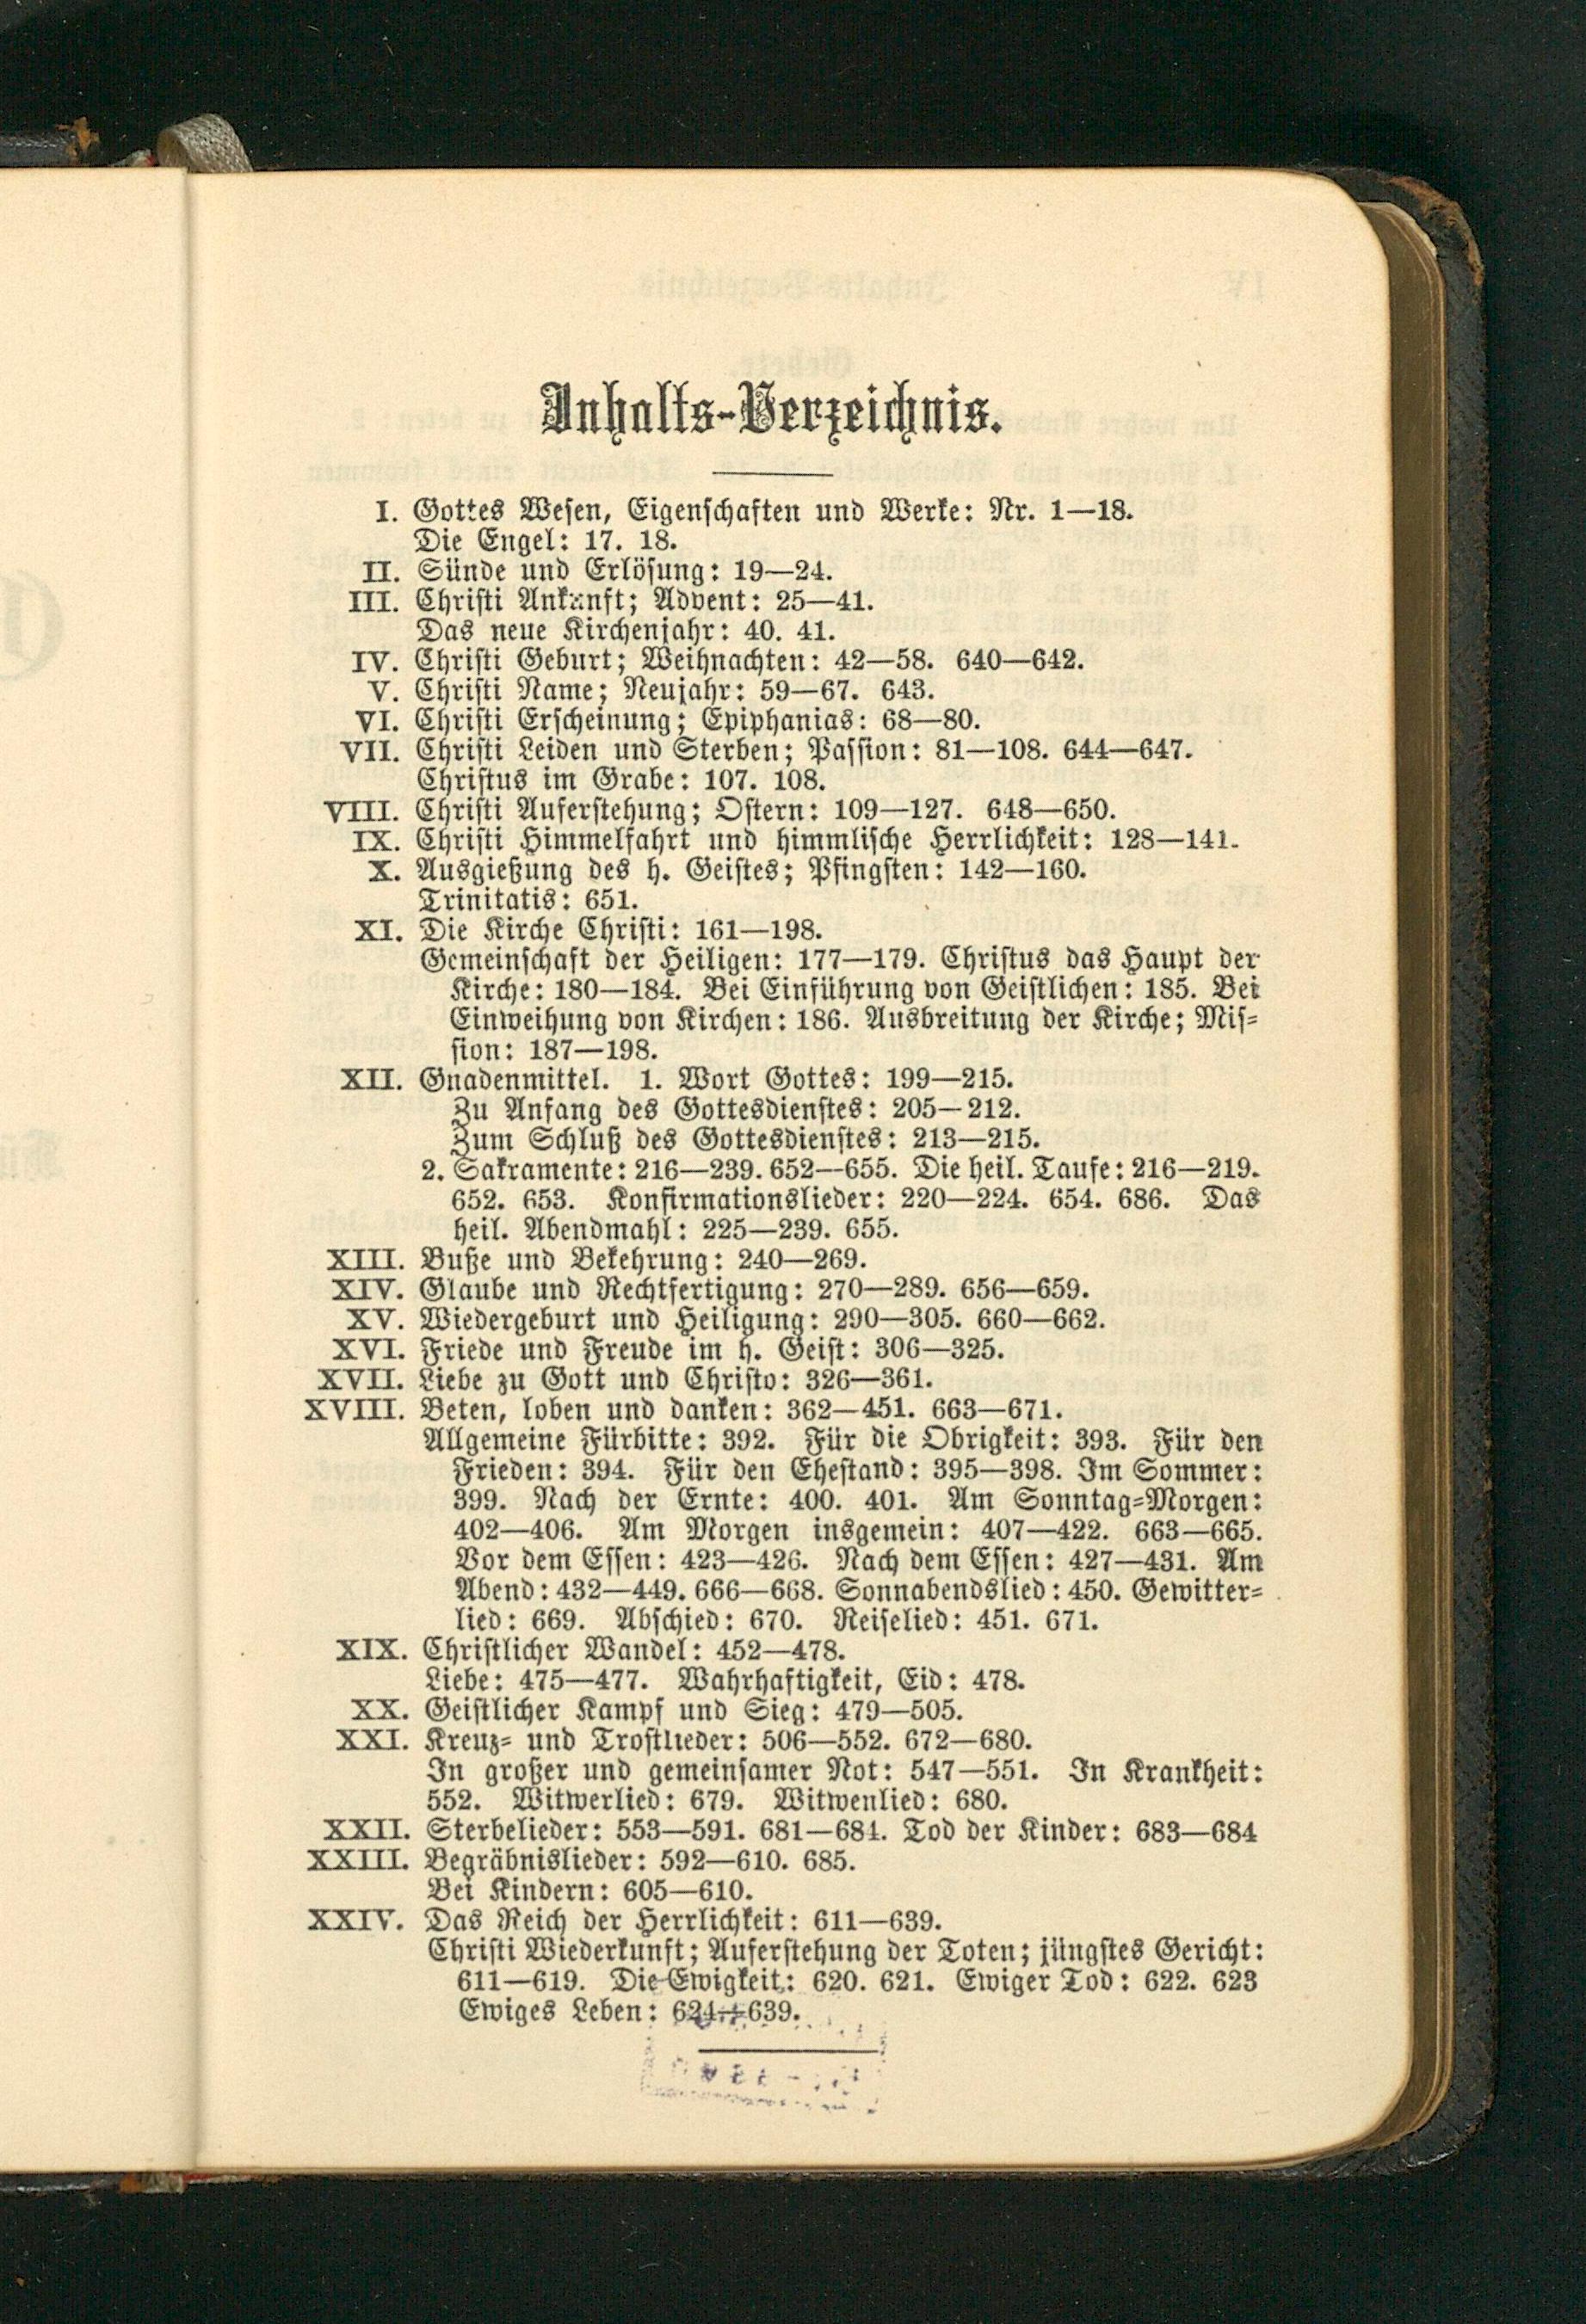 Inhalts-Verzeichnis.
I. Gottes Wesen, Eigenschaften und Werke: Nr. 1—18.
Die Engel: 17. 18.
II. Sünde und Erlösung: 19—24.
III. Christi Ankunft; Advent: 25—41.
Das neue Kirchenjahr: 40. 41.
IV. Christi Geburt; Weihnachten: 42—58. 640—642.
V. Christi Name; Neujahr: 59—67. 643.
VI. Christi Erscheinung; Epiphanias: 68—80.
VII. Christi Leiden und Sterben; Passion: 81—108. 644—647.
Christus im Grabe: 107. 108.
VIII. Christi Auferstehung; Ostern: 109—127. 648—650.
IX. Christi Himmelfahrt und himmlische Herrlichkeit: 128—141.
X. Ausgießung des h. Geistes; Pfingsten: 142—160.
Trinitatis: 651.
XI. Die Kirche Christi: 161—198.
Gemeinschaft der Heiligen: 177—179. Christus das Haupt der
Kirche: 180—184. Bei Einführung von Geistlichen: 185. Bei
Einweihung von Kirchen: 186. Ausbreitung der Kirche; Mis-
sion: 187—198.
XII. Gnadenmittel. 1. Wort Gottes: 199—215.
Zu Anfang des Gottesdienstes: 205—212.
Zum Schluß des Gottesdienstes: 213—215.
2. Sakramente: 216—239. 652—655. Die heil. Taufe: 216—219.
652. 653. Konfirmationslieder: 220—224. 654. 686. Das
heil. Abendmahl: 225—239. 655.
XIII. Buße und Bekehrung: 240—269.
XIV. Glaube und Rechtfertigung: 270—289. 656—659.
XV. Wiedergeburt und Heiligung: 290—305. 660—662.
XVI. Friede und Freude im h. Geist: 306—325.
XVII. Liebe zu Gott und Christo: 326—361.
XVIII. Beten, loben und danken: 362—451. 663—671.
Allgemeine Fürbitte: 392. Für die Obrigkeit: 393. Für den
Frieden: 394. Für den Ehestand: 395—398. Im Sommer:
399. Nach der Ernte: 400. 401. Am Sonntag-Morgen:
402—406. Am Morgen insgemein: 407—422. 663—665.
Vor dem Essen: 423—426. Nach dem Essen: 427—431. Am
Abend: 432—449. 666—668. Sonnabendslied: 450. Gewitter-
lied: 669. Abschied: 670. Reiselied: 451. 671.
XIX. Christlicher Wandel: 452—478.
Liebe: 475—477. Wahrhaftigkeit, Eid: 478.
XX. Geistlicher Kampf und Sieg: 479—505.
XXI. Kreuz- und Trostlieder: 506—552. 672—680.
In großer und gemeinsamer Not: 547—551. In Krankheit:
552. Witwerlied: 679. Witwenlied: 680.
XXII. Sterbelieder: 553—591. 681—684. Tod der Kinder: 683—684
XXIII. Begräbnislieder: 592—610. 685.
Bei Kindern: 605—610.
XXIV. Das Reich der Herrlichkeit: 611—639.
Christi Wiederkunft; Auferstehung der Toten; jüngstes Gericht:
611—619. Die Ewigkeit: 620. 621. Ewiger Tod: 622. 623
Ewiges Leben: 624—639.